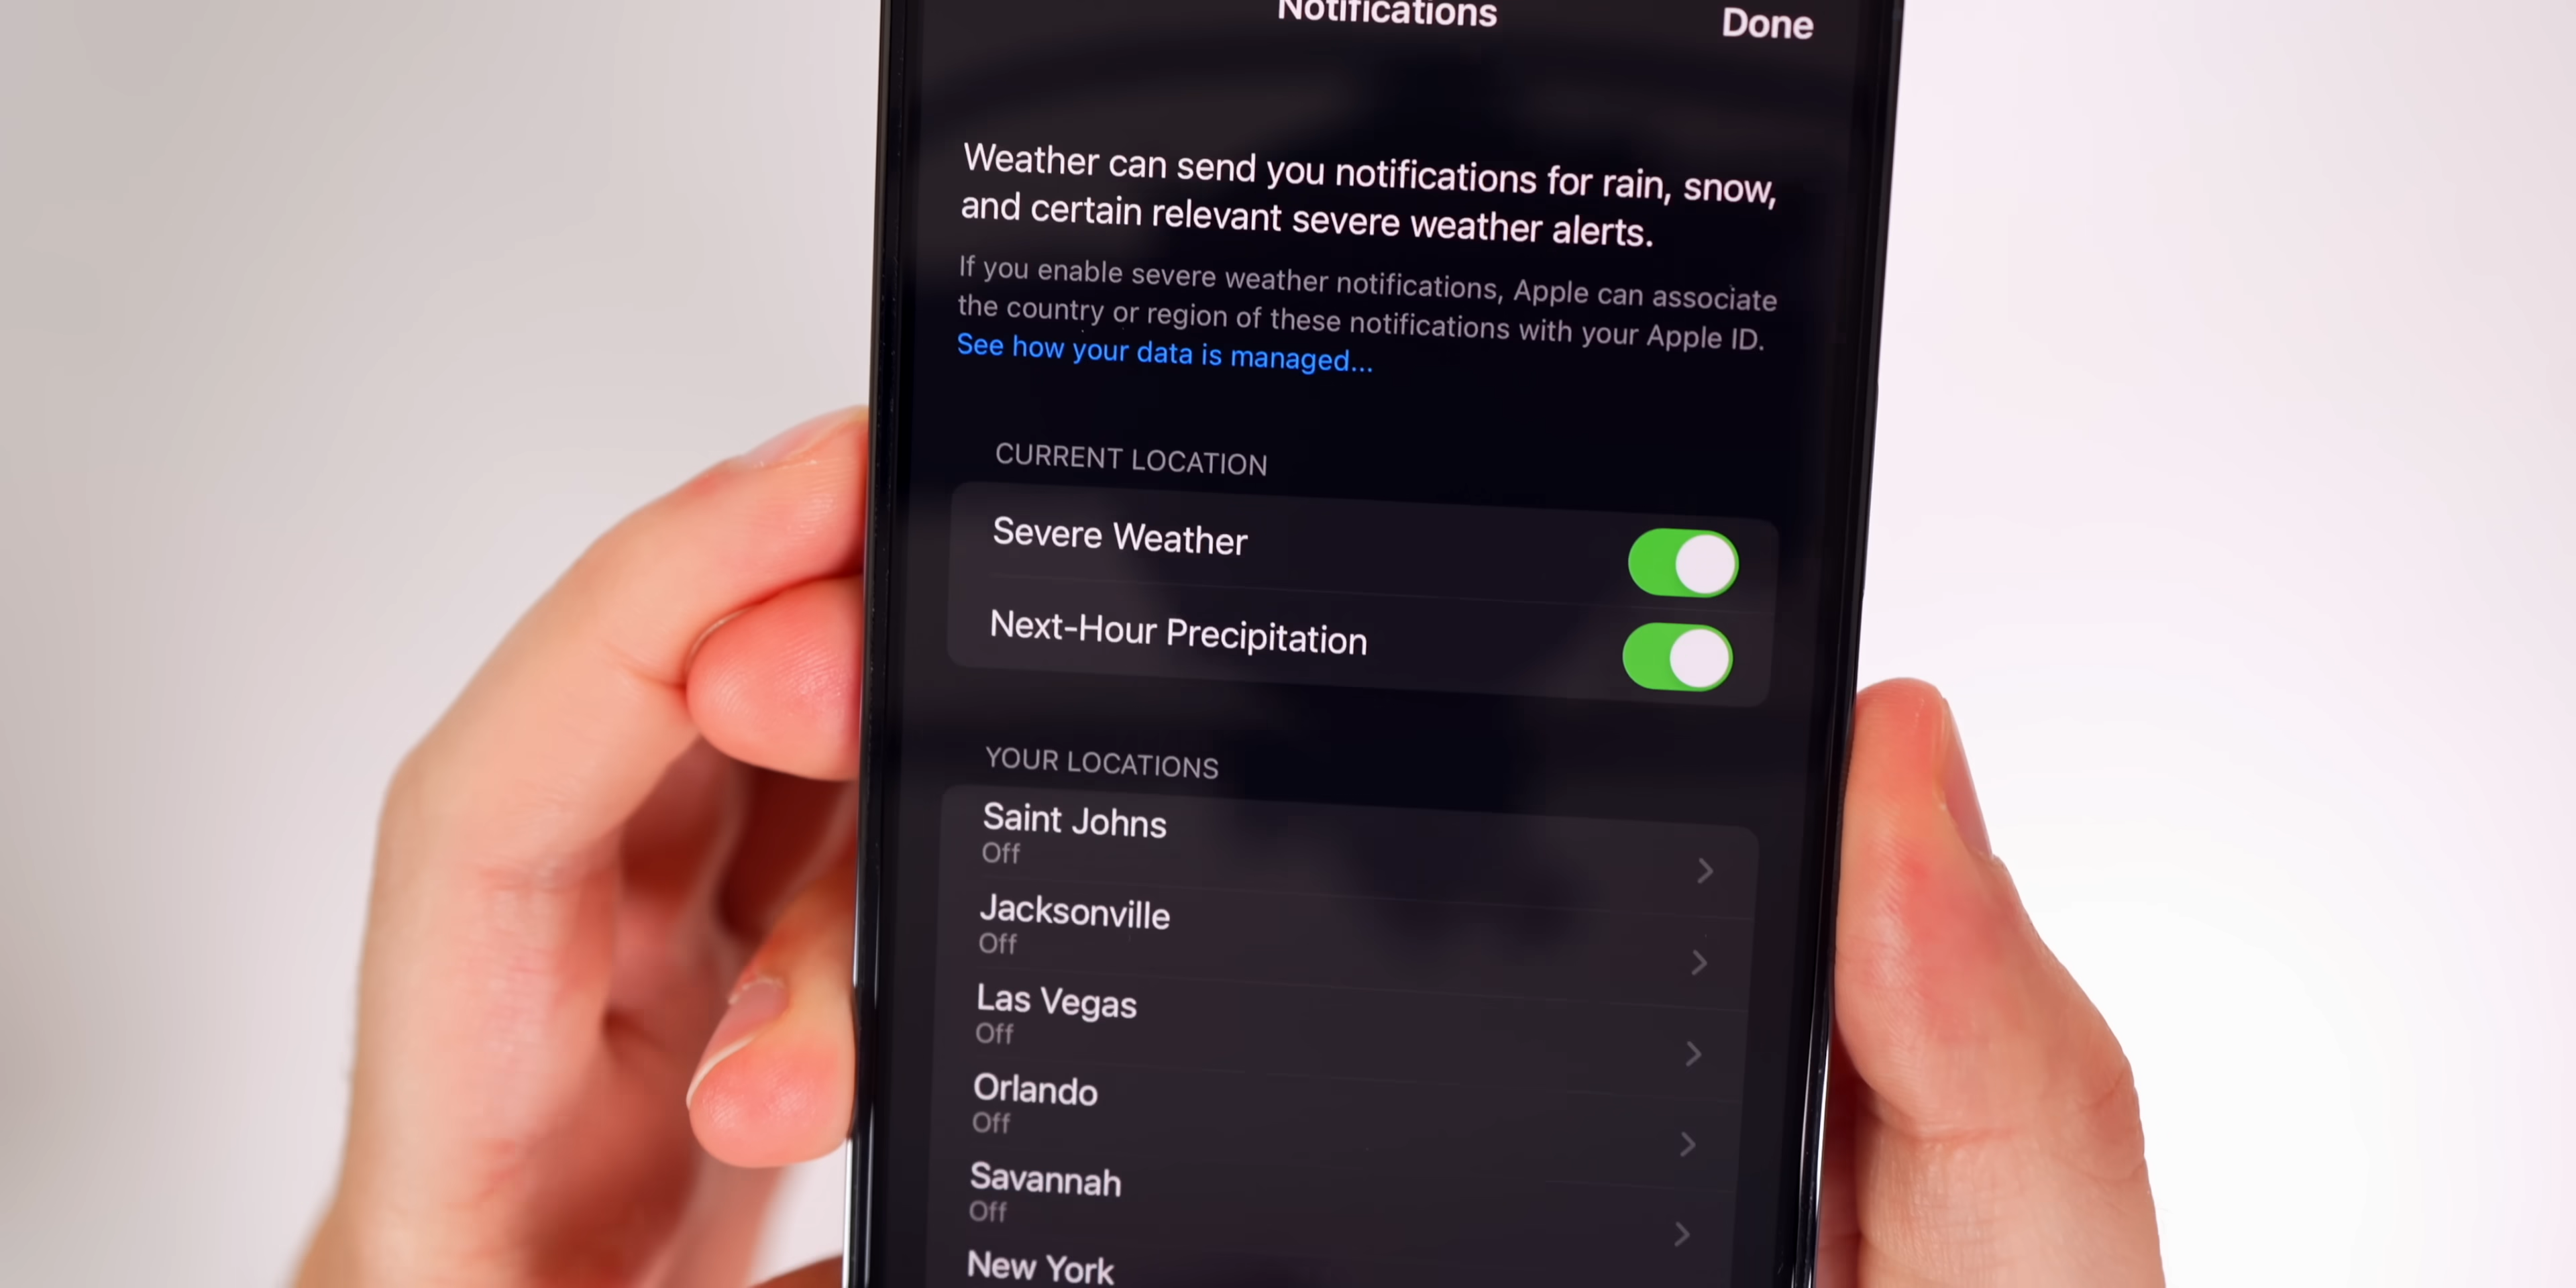 Notifications
Done
Weather can send you notifications for rain, snow,
and certain relevant severe weather alerts.
If you enable severe weather notifications, Apple can associate
the country or region of these notifications with your Apple ID.
See how your data is managed...
CURRENT LOCATION
Severe Weather
Next-Hour Precipitation
YOUR LOCATIONS
Saint Johns
Off
Jacksonville
Off
Las Vegas
Off
Orlando
Off
Savannah
Off
New York